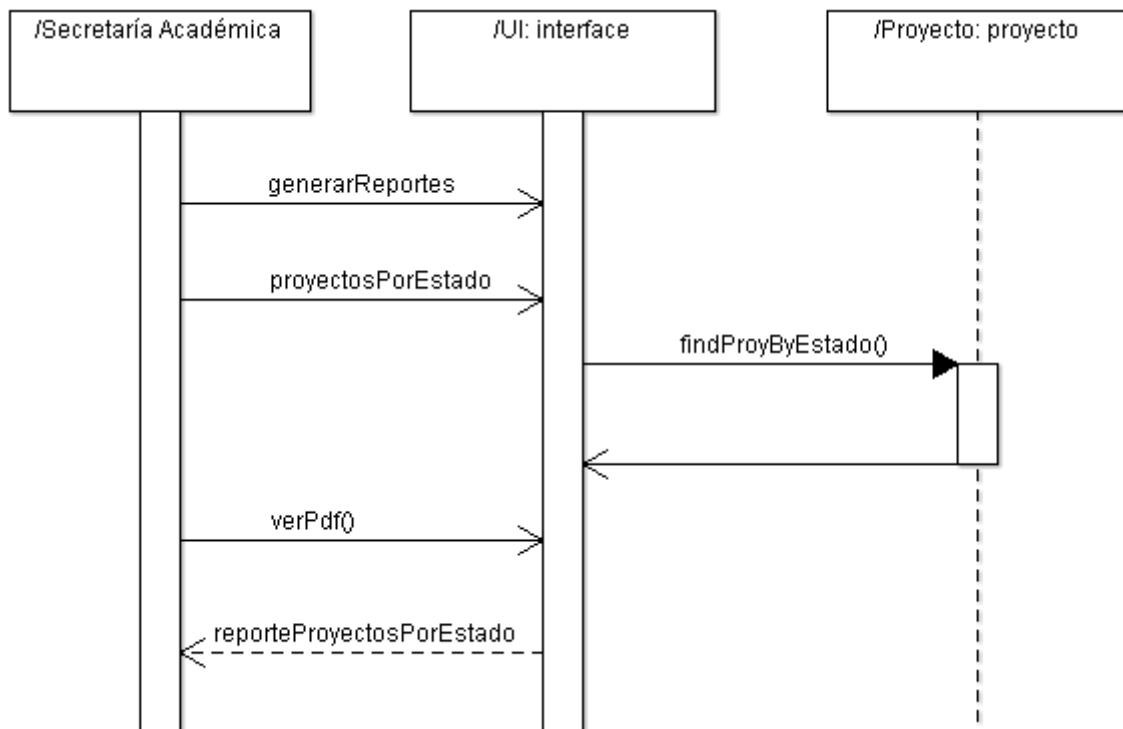 /Secretaría Académica
/UI: interface
/Proyecto: proyecto
generarReportes
proyectosPorEstado
findProyByEstado()
verPdf()
reporteProyectosPorEstado